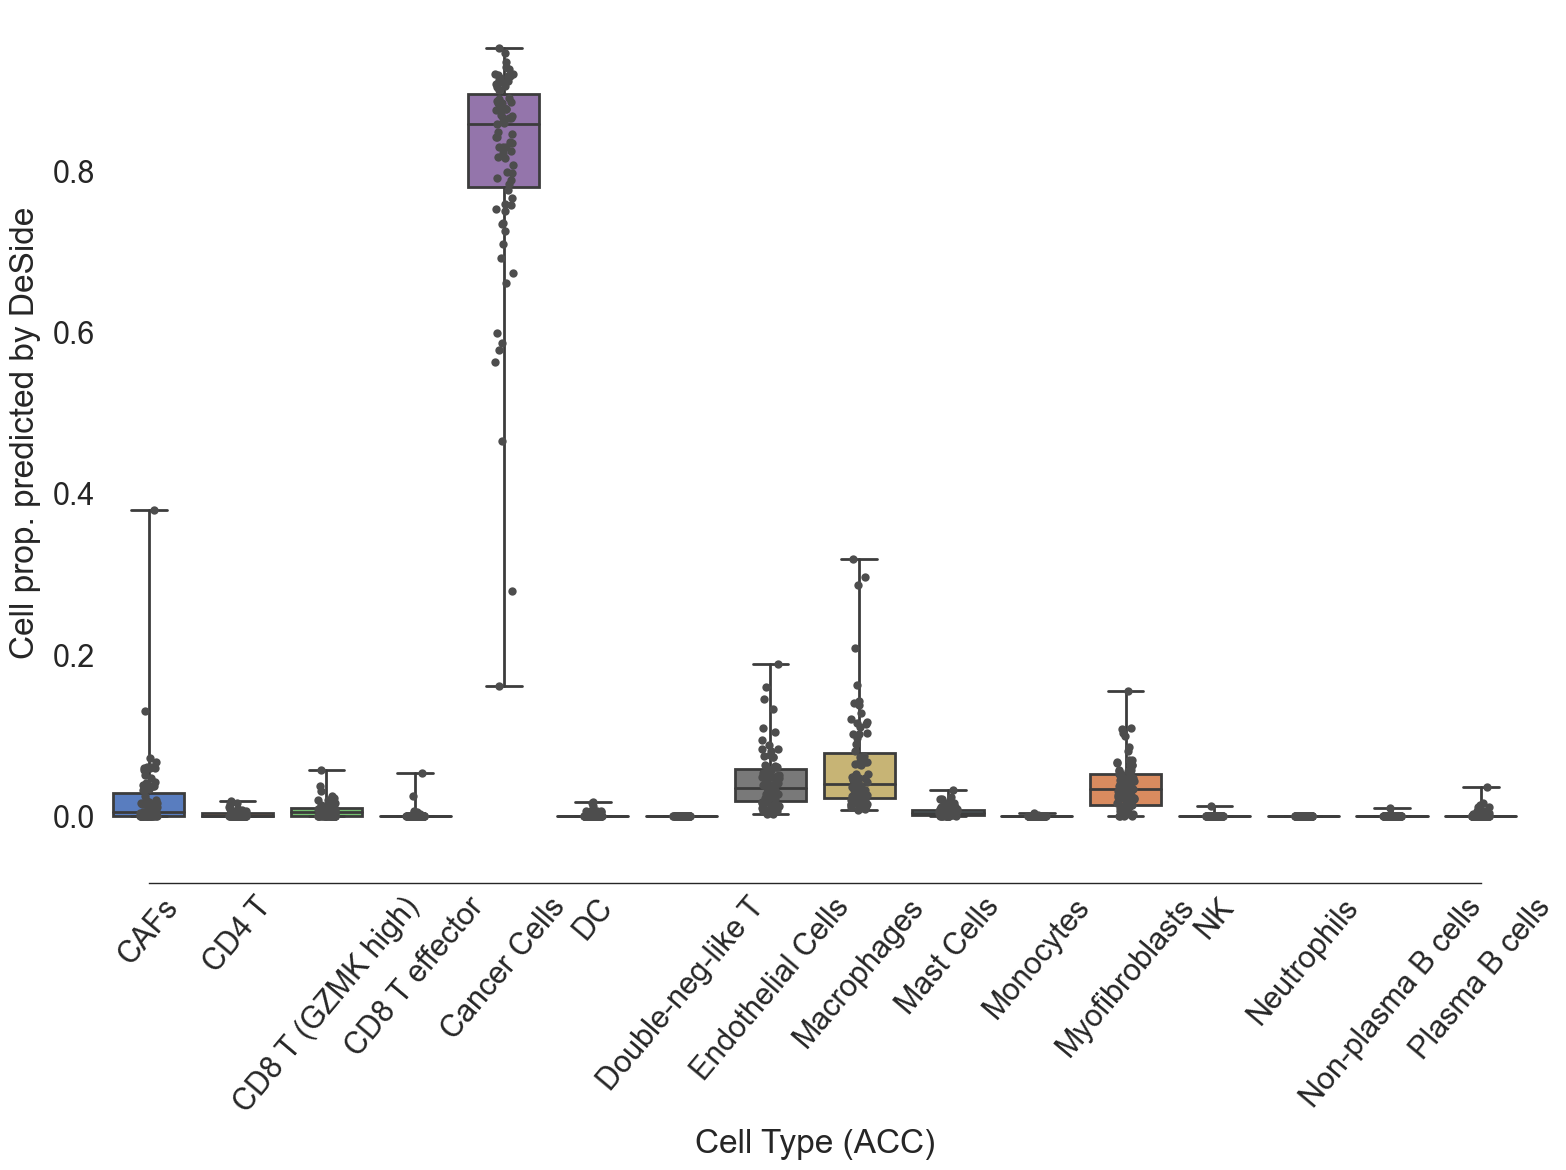 Cell prop. predicted by DeSide
0.8
0.6
0.4
0.2
0.0
CAFs
CD4 T
CD8 T (GZMK high)
CD8 T effector
Cancer Cells
DC
Double-neg-like T
Endothelial Cells
Macrophages
Mast Cells
Monocytes
Myofibroblasts
NK
Neutrophils
Non-plasma B cells
Plasma B cells
Cell Type (ACC)